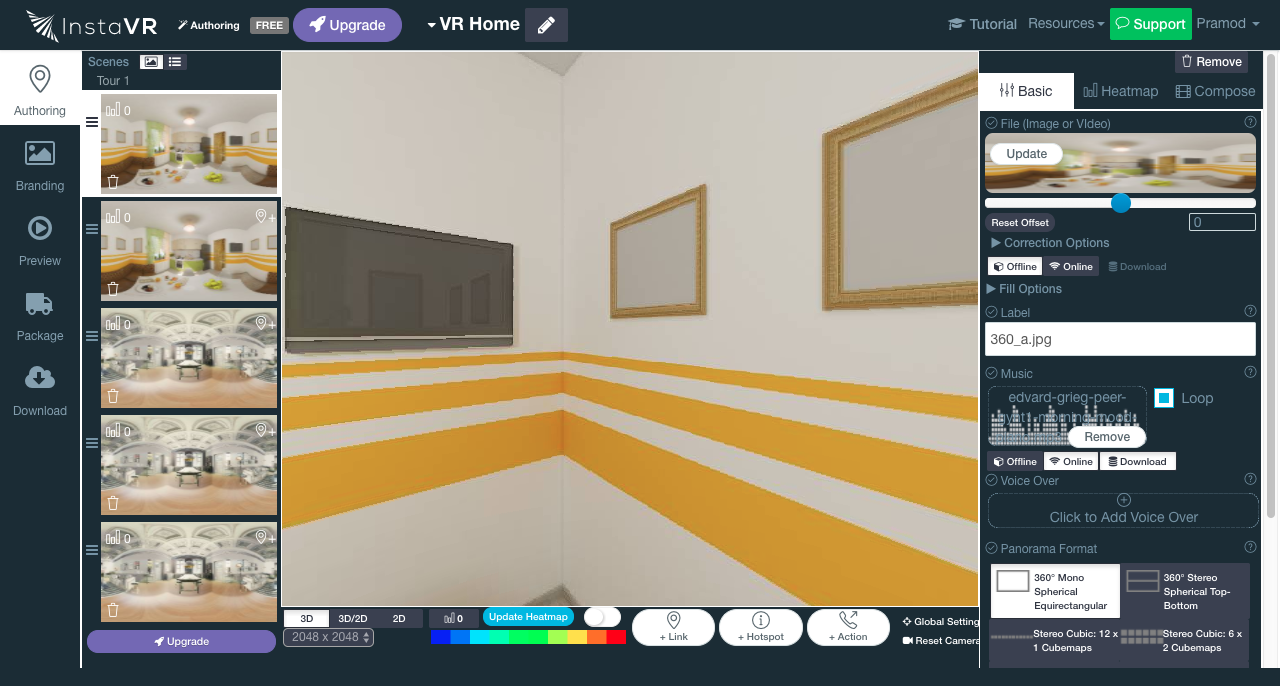 InstaVR
Authoring
FREE
Upgrade
VR Home
Tutorial
Resources
Support
Pramod
Authoring
Branding
Preview
Package
Download
Scenes
Tour 1
0
0
0
0
0
Upgrade
3D
3D/2D
2D
0
Update Heatmap
2048 x 2048
+ Link
+ Hotspot
+ Action
Global Setting
Reset Camera
Remove
Basic
Heatmap
Compose
File (Image or VIdeo)
Update
Reset Offset
0
Correction Options
Offline
Online
Download
Fill Options
Label
360_a.jpg
Music
edvard-grieg-peer-
Loop
Remove
Offline
Online
Download
Voice Over
Click to Add Voice Over
Panorama Format
360° Mono
Spherical
Equirectangular
360° Stereo
Spherical Top-
Bottom
Stereo Cubic: 12 x
1 Cubemaps
Stereo Cubic: 6 x
2 Cubemaps